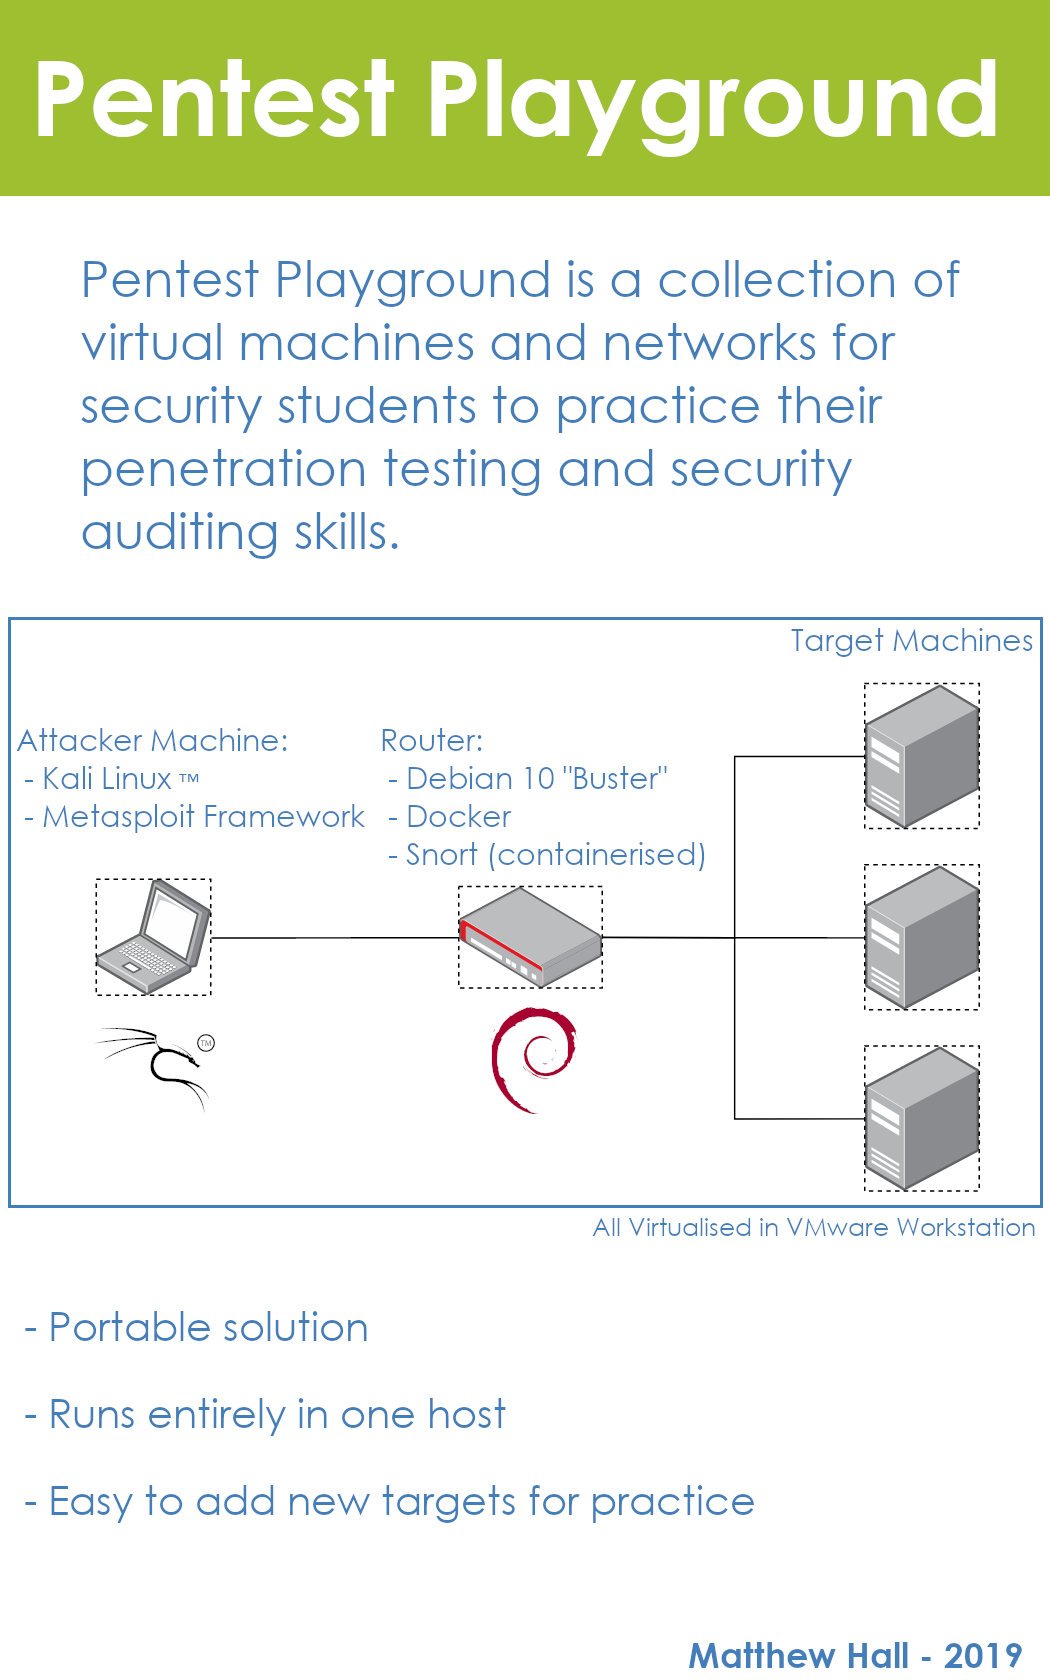 Pentest Playground
Pentest Playground is a collection of
virtual machines and networks for
security students to practice their
penetration testing and security
auditing skills.
Target Machines
Attacker Machine:
- Kali Linux ™
- Metasploit Framework
Router:
- Debian 10 "Buster"
- Docker
- Snort (containerised)
TM
All Virtualised in VMware Workstation
- Portable solution
- Runs entirely in one host
- Easy to add new targets for practice
Matthew Hall - 2019